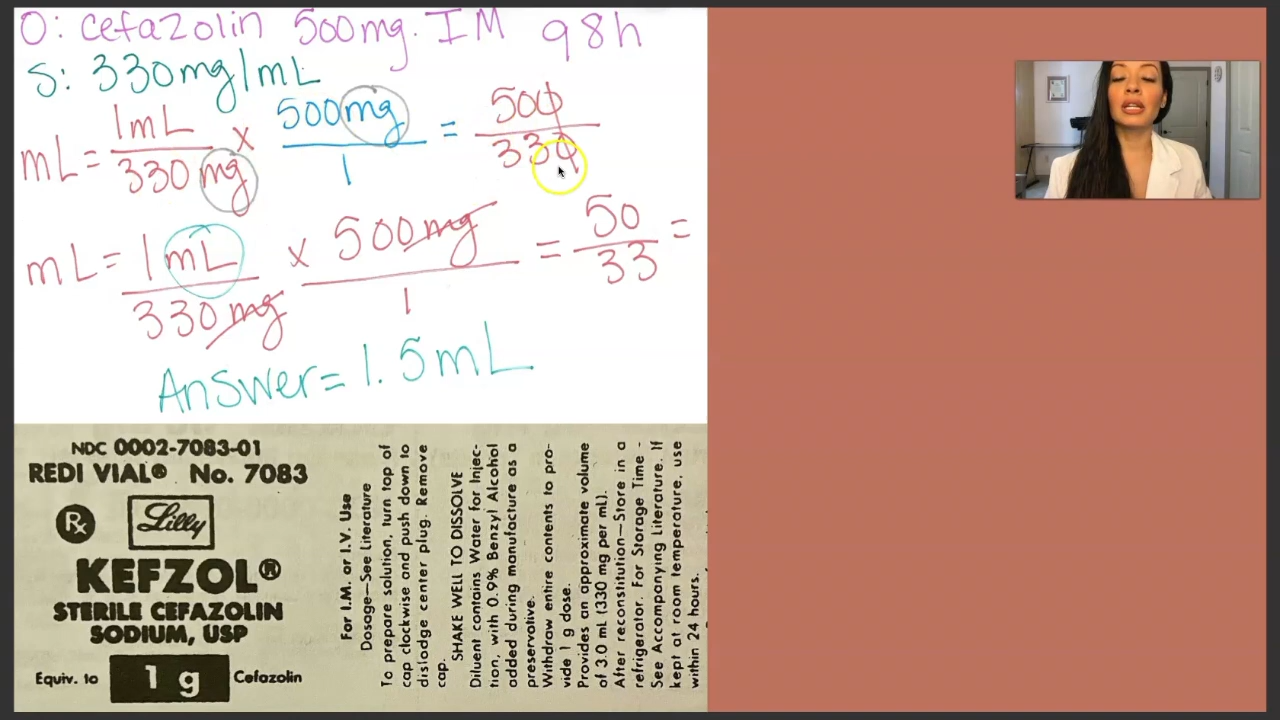 O: cefazolin 500mg. IM q8h
S: 330mg/mL
mL = 1mL / 330 mg x 500mg / 1 = 500 / 330
mL = 1mL / 330mg x 500mg / 1 = 50 / 33 =
Answer = 1.5mL
NDC 0002-7083-01
REDI VIAL® No. 7083
Rx Lilly
KEFZOL®
STERILE CEFAZOLIN
SODIUM, USP
Equiv. to 1 g Cefazolin
For I.M. or I.V. Use
Dosage—See Literature
To prepare solution, turn top of
cap clockwise and push down to
dislodge center plug. Remove
cap.
SHAKE WELL TO DISSOLVE
Diluent contains Water for Injec-
tion, with 0.9% Benzyl Alcohol
added during manufacture as a
preservative.
Withdraw entire contents to pro-
vide 1 g dose.
Provides an approximate volume
of 3.0 mL (330 mg per mL).
After reconstitution—Store in a
refrigerator. For Storage Time -
See Accompanying Literature. If
kept at room temperature, use
within 24 hours.